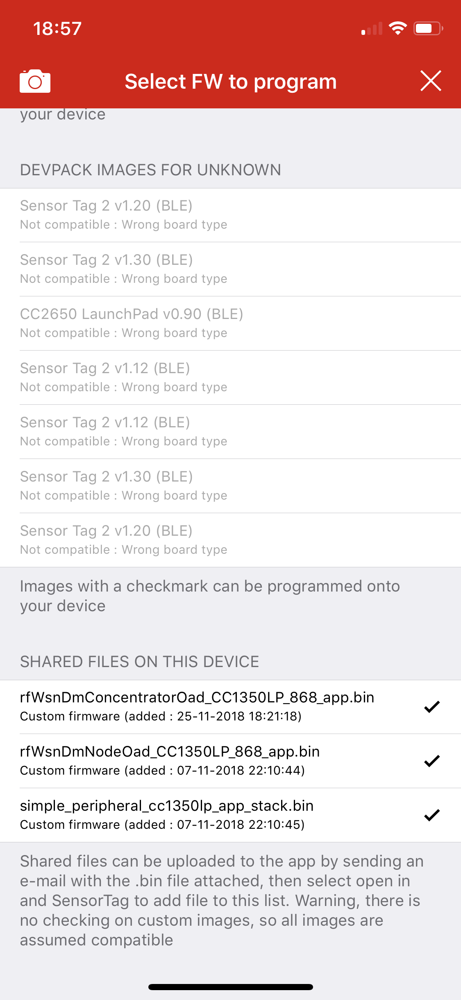 18:57
Select FW to program
your device
DEVPACK IMAGES FOR UNKNOWN
Sensor Tag 2 v1.20 (BLE)
Not compatible : Wrong board type
Sensor Tag 2 v1.30 (BLE)
Not compatible : Wrong board type
CC2650 LaunchPad v0.90 (BLE)
Not compatible : Wrong board type
Sensor Tag 2 v1.12 (BLE)
Not compatible : Wrong board type
Sensor Tag 2 v1.12 (BLE)
Not compatible : Wrong board type
Sensor Tag 2 v1.30 (BLE)
Not compatible : Wrong board type
Sensor Tag 2 v1.20 (BLE)
Not compatible : Wrong board type
Images with a checkmark can be programmed onto
your device
SHARED FILES ON THIS DEVICE
rfWsnDmConcentratorOad_CC1350LP_868_app.bin
Custom firmware (added : 25-11-2018 18:21:18)
rfWsnDmNodeOad_CC1350LP_868_app.bin
Custom firmware (added : 07-11-2018 22:10:44)
simple_peripheral_cc1350lp_app_stack.bin
Custom firmware (added : 07-11-2018 22:10:45)
Shared files can be uploaded to the app by sending an
e-mail with the .bin file attached, then select open in
and SensorTag to add file to this list. Warning, there is
no checking on custom images, so all images are
assumed compatible